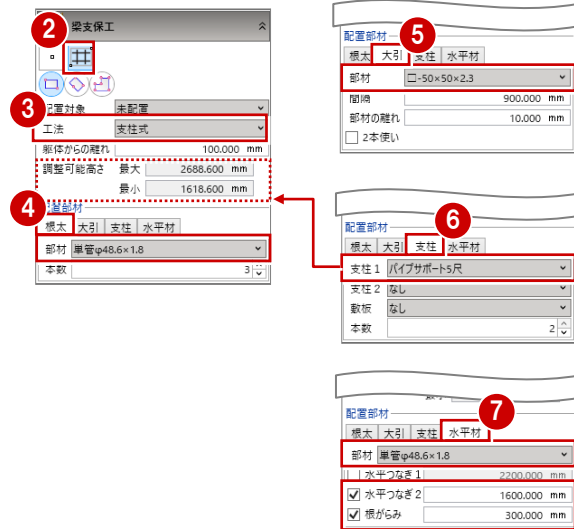 2
梁支保工
3
配置対象 未配置
工法 支柱式
躯体からの離れ 100.000 mm
調整可能高さ 最大 2688.600 mm
最小 1618.600 mm
4
配置部材
根太 大引 支柱 水平材
部材 単管φ48.6×1.8
本数 3
5
配置部材
根太 大引 支柱 水平材
部材 □-50×50×2.3
間隔 900.000 mm
部材の離れ 10.000 mm
2本使い
6
配置部材
根太 大引 支柱 水平材
支柱1 パイプサポート5尺
支柱2 なし
敷板 なし
本数 2
7
配置部材
根太 大引 支柱 水平材
部材 単管φ48.6×1.8
水平つなぎ1 2200.000 mm
水平つなぎ2 1600.000 mm
根がらみ 300.000 mm